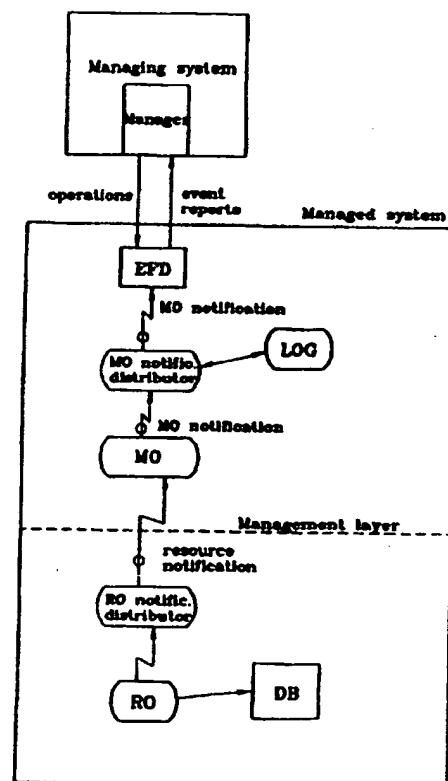 Managing system
Manager
operations
event
reports
Managed system
EFD
MO notification
MO notific.
distributor
LOG
MO notification
MO
Management layer
resource
notification
RO notific.
distributor
RO
DB